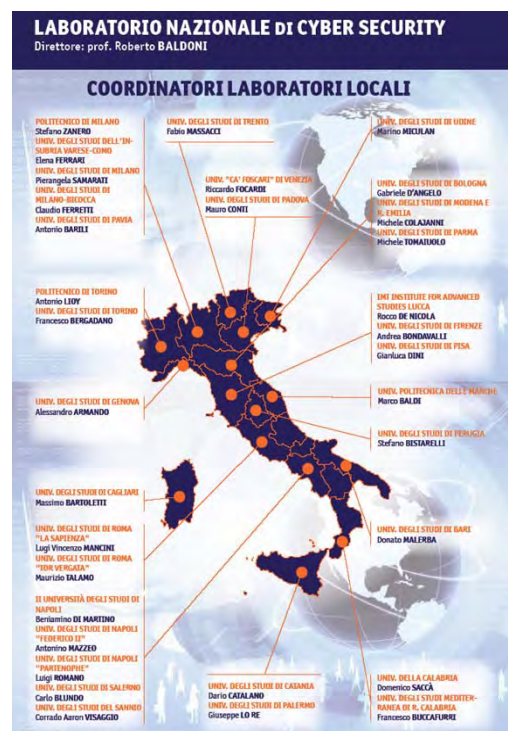 LABORATORIO NAZIONALE DI CYBER SECURITY
Direttore: prof. Roberto BALDONI
COORDINATORI LABORATORI LOCALI
POLITECNICO DI MILANO
Stefano ZANERO
UNIV. DEGLI STUDI DELL'IN-
SUBRIA VARESE-COMO
Elena FERRARI
UNIV. DEGLI STUDI DI MILANO
Pierangela SAMARATI
UNIV. DEGLI STUDI DI
MILANO-BICOCCA
Claudio FERRETTI
UNIV. DEGLI STUDI DI PAVIA
Antonio BARILI
UNIV. DEGLI STUDI DI TRENTO
Fabio MASSACCI
UNIV. "CA' FOSCARI" DI VENEZIA
Riccardo FOCARDI
UNIV. DEGLI STUDI DI PADOVA
Mauro CONTI
UNIV. DEGLI STUDI DI UDINE
Marino MICULAN
UNIV. DEGLI STUDI DI BOLOGNA
Gabriele D'ANGELO
UNIV. DEGLI STUDI DI MODENA E
R. EMILIA
Michele COLAJANNI
UNIV. DEGLI STUDI DI PARMA
Michele TOMAIUOLO
POLITECNICO DI TORINO
Antonio LIOY
UNIV. DEGLI STUDI DI TORINO
Francesco BERGADANO
IMT INSTITUTE FOR ADVANCED
STUDIES LUCCA
Rocco DE NICOLA
UNIV. DEGLI STUDI DI FIRENZE
Andrea BONDAVALLI
UNIV. DEGLI STUDI DI PISA
Gianluca DINI
UNIV. DEGLI STUDI DI GENOVA
Alessandro ARMANDO
UNIV. POLITECNICA DELLE MARCHE
Marco BALDI
UNIV. DEGLI STUDI DI PERUGIA
Stefano BISTARELLI
UNIV. DEGLI STUDI DI CAGLIARI
Massimo BARTOLETTI
UNIV. DEGLI STUDI DI ROMA
"LA SAPIENZA"
Lugi Vincenzo MANCINI
UNIV. DEGLI STUDI DI ROMA
"TOR VERGATA"
Maurizio TALAMO
UNIV. DEGLI STUDI DI BARI
Donato MALERBA
II UNIVERSITÀ DEGLI STUDI DI
NAPOLI
Beniamino DI MARTINO
UNIV. DEGLI STUDI DI NAPOLI
"FEDERICO II"
Antonino MAZZEO
UNIV. DEGLI STUDI DI NAPOLI
"PARTENOPHE"
Luigi ROMANO
UNIV. DEGLI STUDI DI SALERNO
Carlo BLUNDO
UNIV. DEGLI STUDI DEL SANNIO
Corrado Aaron VISAGGIO
UNIV. DEGLI STUDI DI CATANIA
Dario CATALANO
UNIV. DEGLI STUDI DI PALERMO
Giuseppe LO RE
UNIV. DELLA CALABRIA
Domenico SACCÀ
UNIV. DEGLI STUDI MEDITER-
RANEA DI R. CALABRIA
Francesco BUCCAFURRI